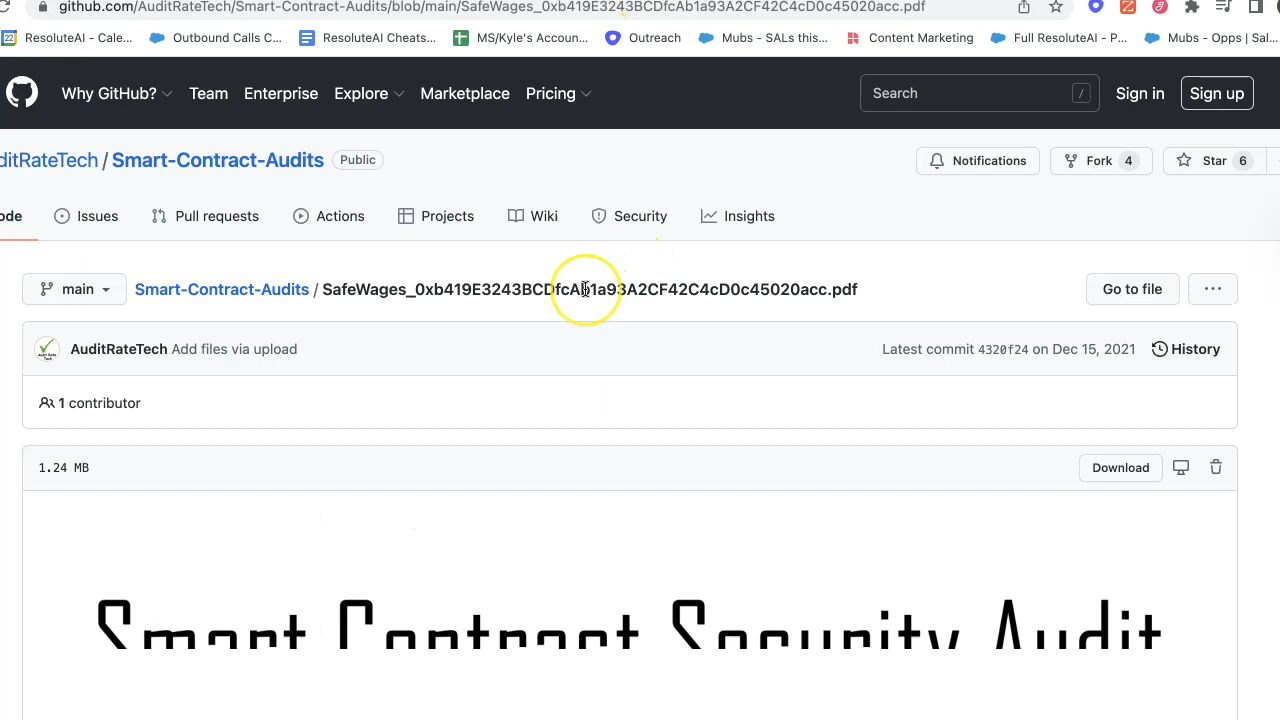 github.com/AuditRateTech/Smart-Contract-Audits/blob/main/SafeWages_0xb419E3243BCDfcAb1a93A2CF42C4cD0c45020acc.pdf
ResoluteAI - Cale... Outbound Calls C... ResoluteAI Cheats... MS/Kyle's Accoun... Outreach Mubs - SALs this... Content Marketing Full ResoluteAI - P... Mubs - Opps | Sal...
Why GitHub? Team Enterprise Explore Marketplace Pricing Search / Sign in Sign up
ditRateTech / Smart-Contract-Audits Public Notifications Fork 4 Star 6
ode Issues Pull requests Actions Projects Wiki Security Insights
main Smart-Contract-Audits / SafeWages_0xb419E3243BCDfcAb1a93A2CF42C4cD0c45020acc.pdf Go to file ...
AuditRateTech Add files via upload Latest commit 4320f24 on Dec 15, 2021 History
1 contributor
1.24 MB Download
Smart Contract Security Audit